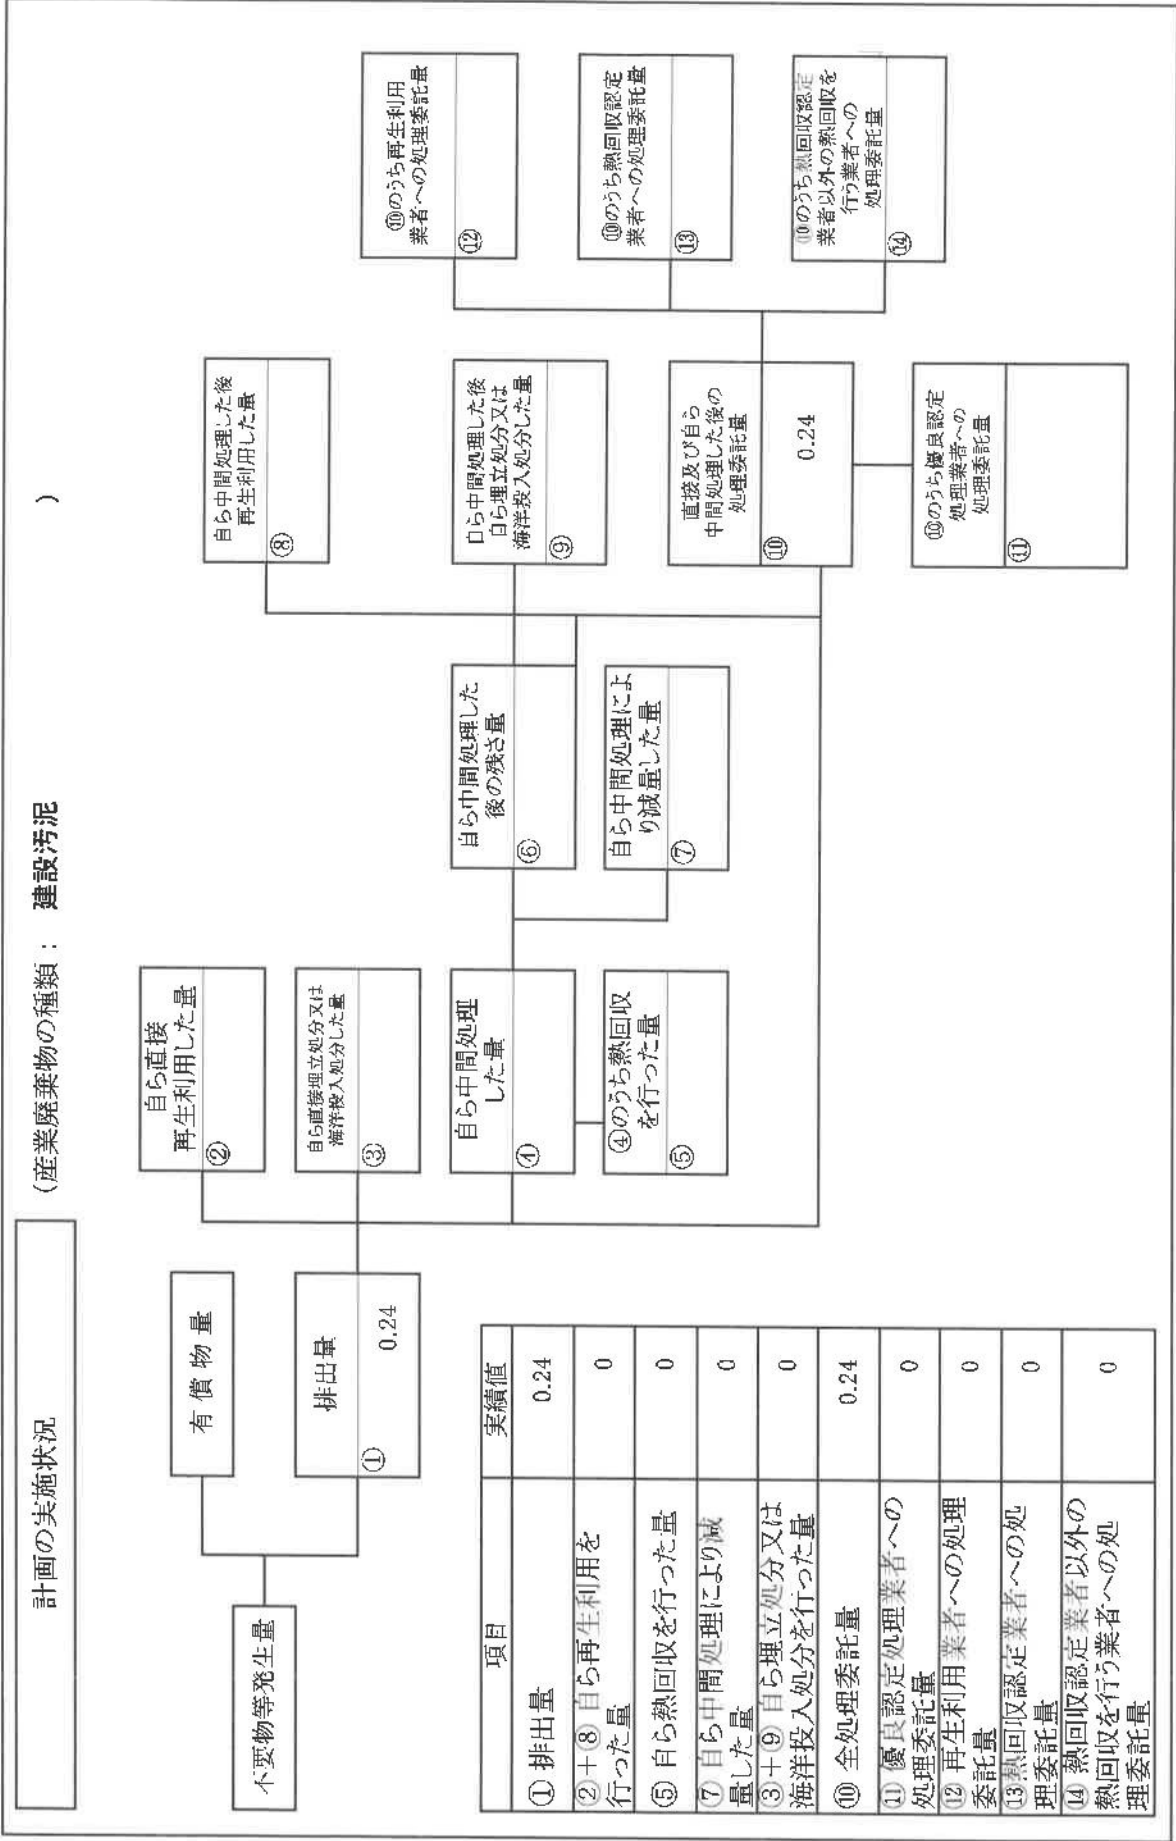 計画の実施状況
(産業廃棄物の種類： 建設汚泥 )
不要物等発生量
有償物量
排出量
① 0.24
自ら直接
再生利用した量
②
自ら直接埋立処分又は
海洋投入処分した量
③
自ら中間処理
した量
④
④のうち熱回収
を行った量
⑤
自ら中間処理した
後の残さ量
⑥
自ら中間処理によ
り減量した量
⑦
自ら中間処理した後
再生利用した量
⑧
自ら中間処理した後
自ら埋立処分又は
海洋投入処分した量
⑨
直接及び自ら
中間処理した後の
処理委託量
⑩ 0.24
⑩のうち優良認定
処理業者への
処理委託量
⑪
⑩のうち再生利用
業者への処理委託量
⑫
⑩のうち熱回収認定
業者への処理委託量
⑬
⑩のうち熱回収認定
業者以外の熱回収を
行う業者への
処理委託量
⑭
項目 実績値
① 排出量 0.24
②＋⑧ 自ら再生利用を
行った量 0
⑤ 自ら熱回収を行った量 0
⑦ 自ら中間処理により減
量した量 0
③＋⑨ 自ら埋立処分又は
海洋投入処分を行った量 0
⑩ 全処理委託量 0.24
⑪ 優良認定処理業者への
処理委託量 0
⑫ 再生利用業者への処理
委託量 0
⑬ 熱回収認定業者への処
理委託量 0
⑭ 熱回収認定業者以外の
熱回収を行う業者への処
理委託量 0